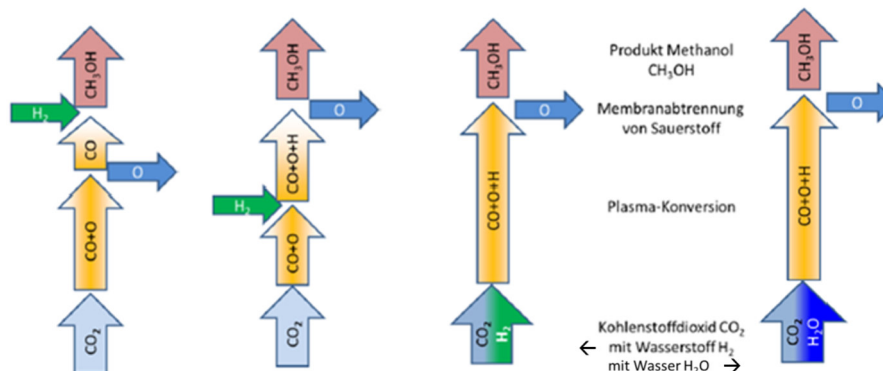 CH₃OH
H₂
CO
O
CO+O
CO₂
CH₃OH
O
CO+O+H
H₂
CO+O
CO₂
CH₃OH
O
CO+O+H
CO₂
H₂
Produkt Methanol
CH₃OH
Membranabtrennung
von Sauerstoff
Plasma-Konversion
Kohlenstoffdioxid CO₂
← mit Wasserstoff H₂
mit Wasser H₂O →
CH₃OH
O
CO+O+H
CO₂
H₂O